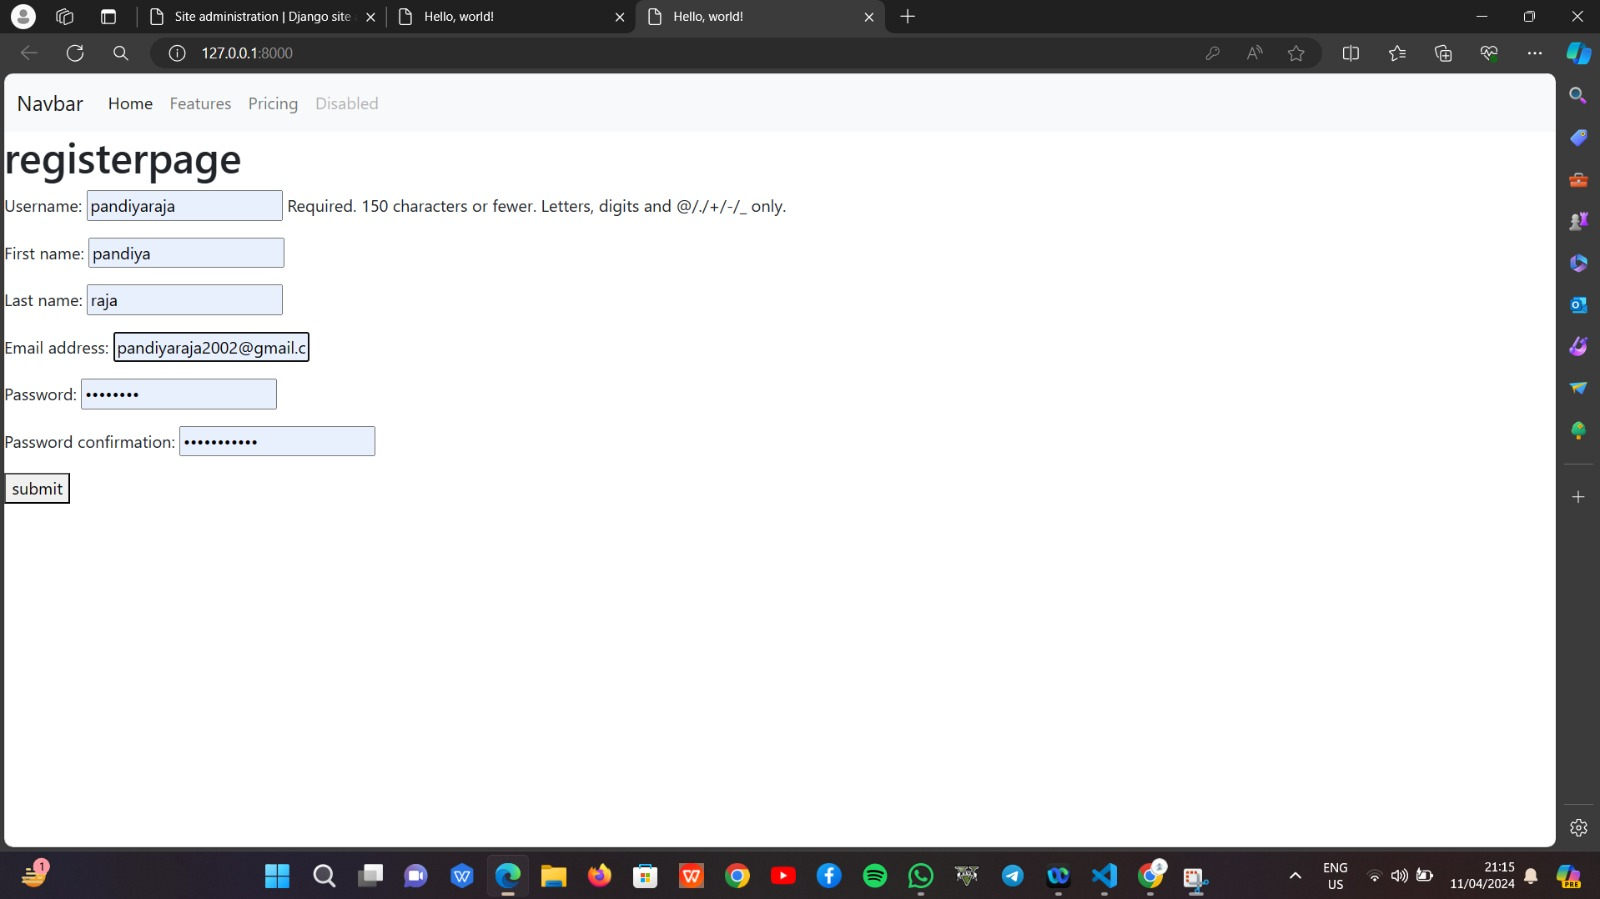 Site administration | Django site
Hello, world!
Hello, world!
127.0.0.1:8000
Navbar Home Features Pricing Disabled
registerpage
Username: pandiyaraja Required. 150 characters or fewer. Letters, digits and @/./+/-/_ only.
First name: pandiya
Last name: raja
Email address: pandiyaraja2002@gmail.c
Password: ••••••••
Password confirmation: •••••••••••
submit
1
ENG
US
21:15
11/04/2024
PRE